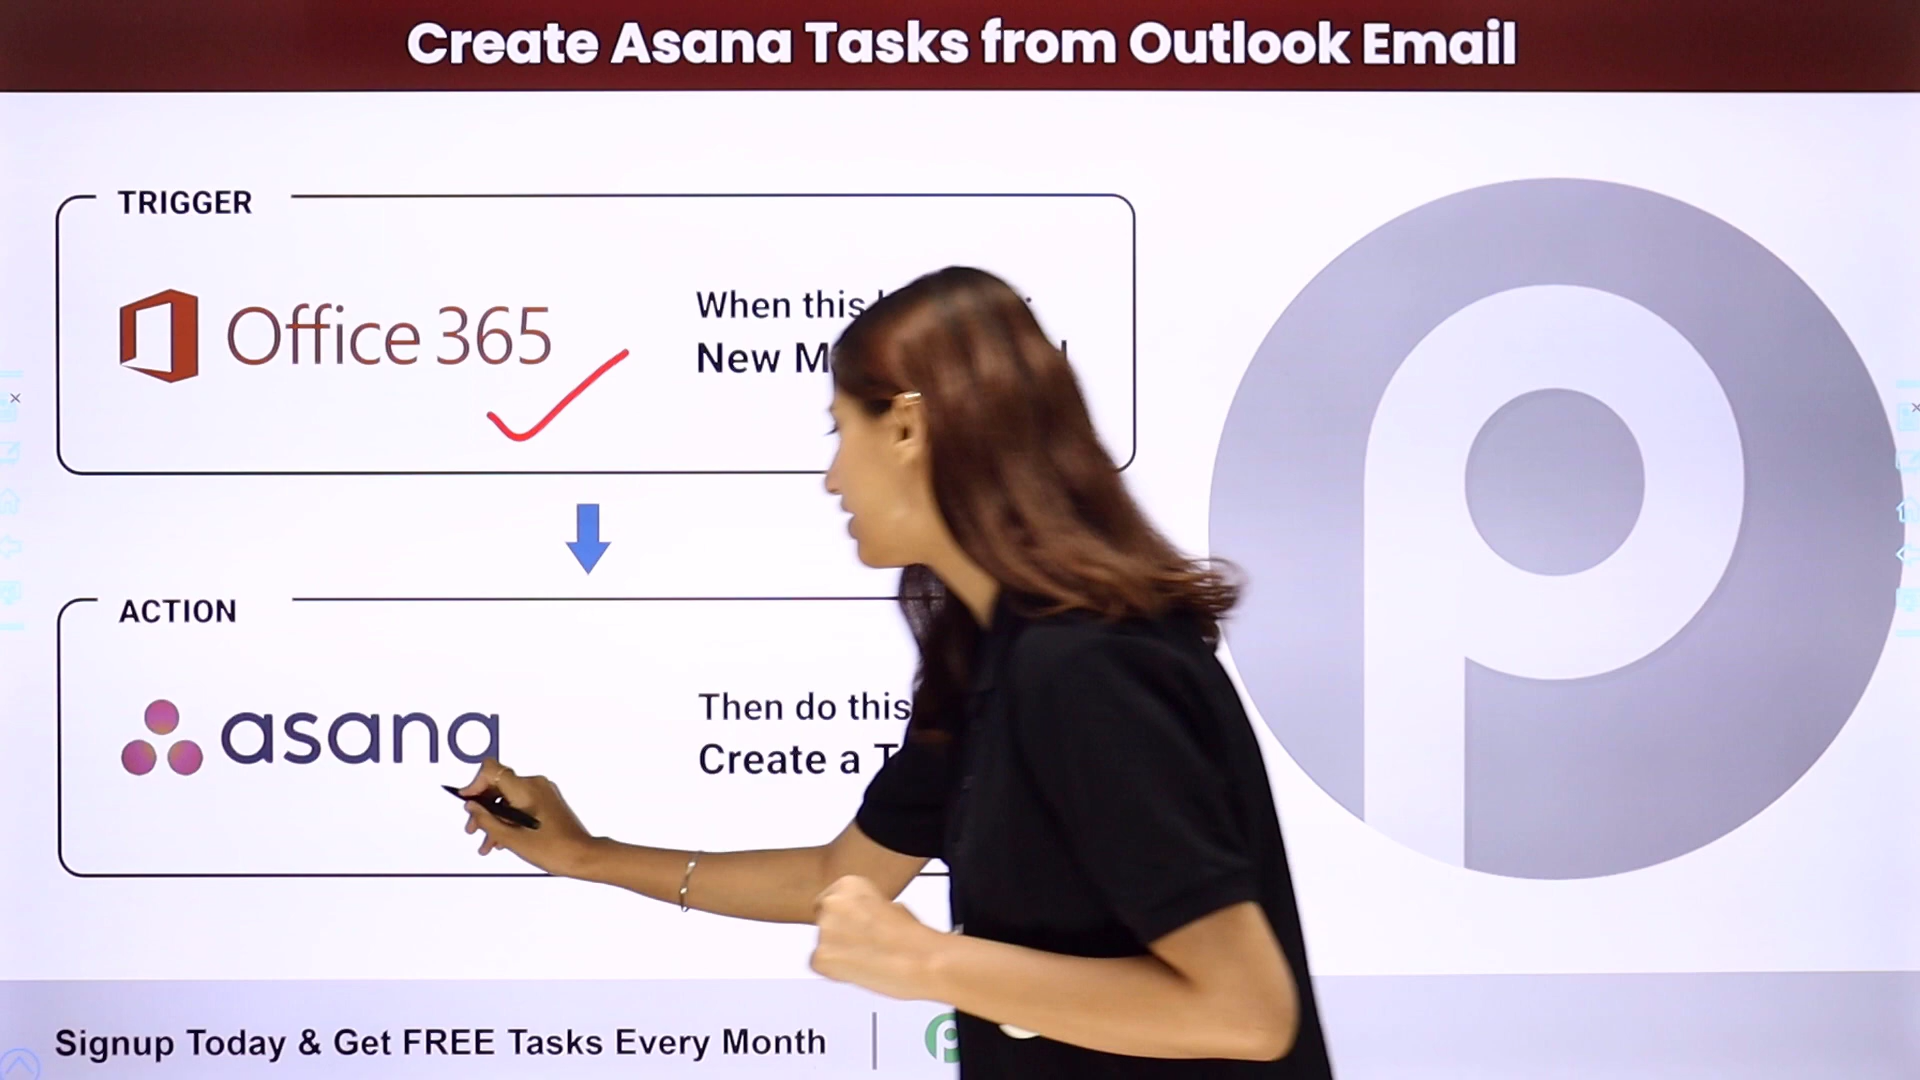 Create Asana Tasks from Outlook Email
TRIGGER
Office 365
When this
New
ACTION
asana
Then do this
Create a
Signup Today & Get FREE Tasks Every Month